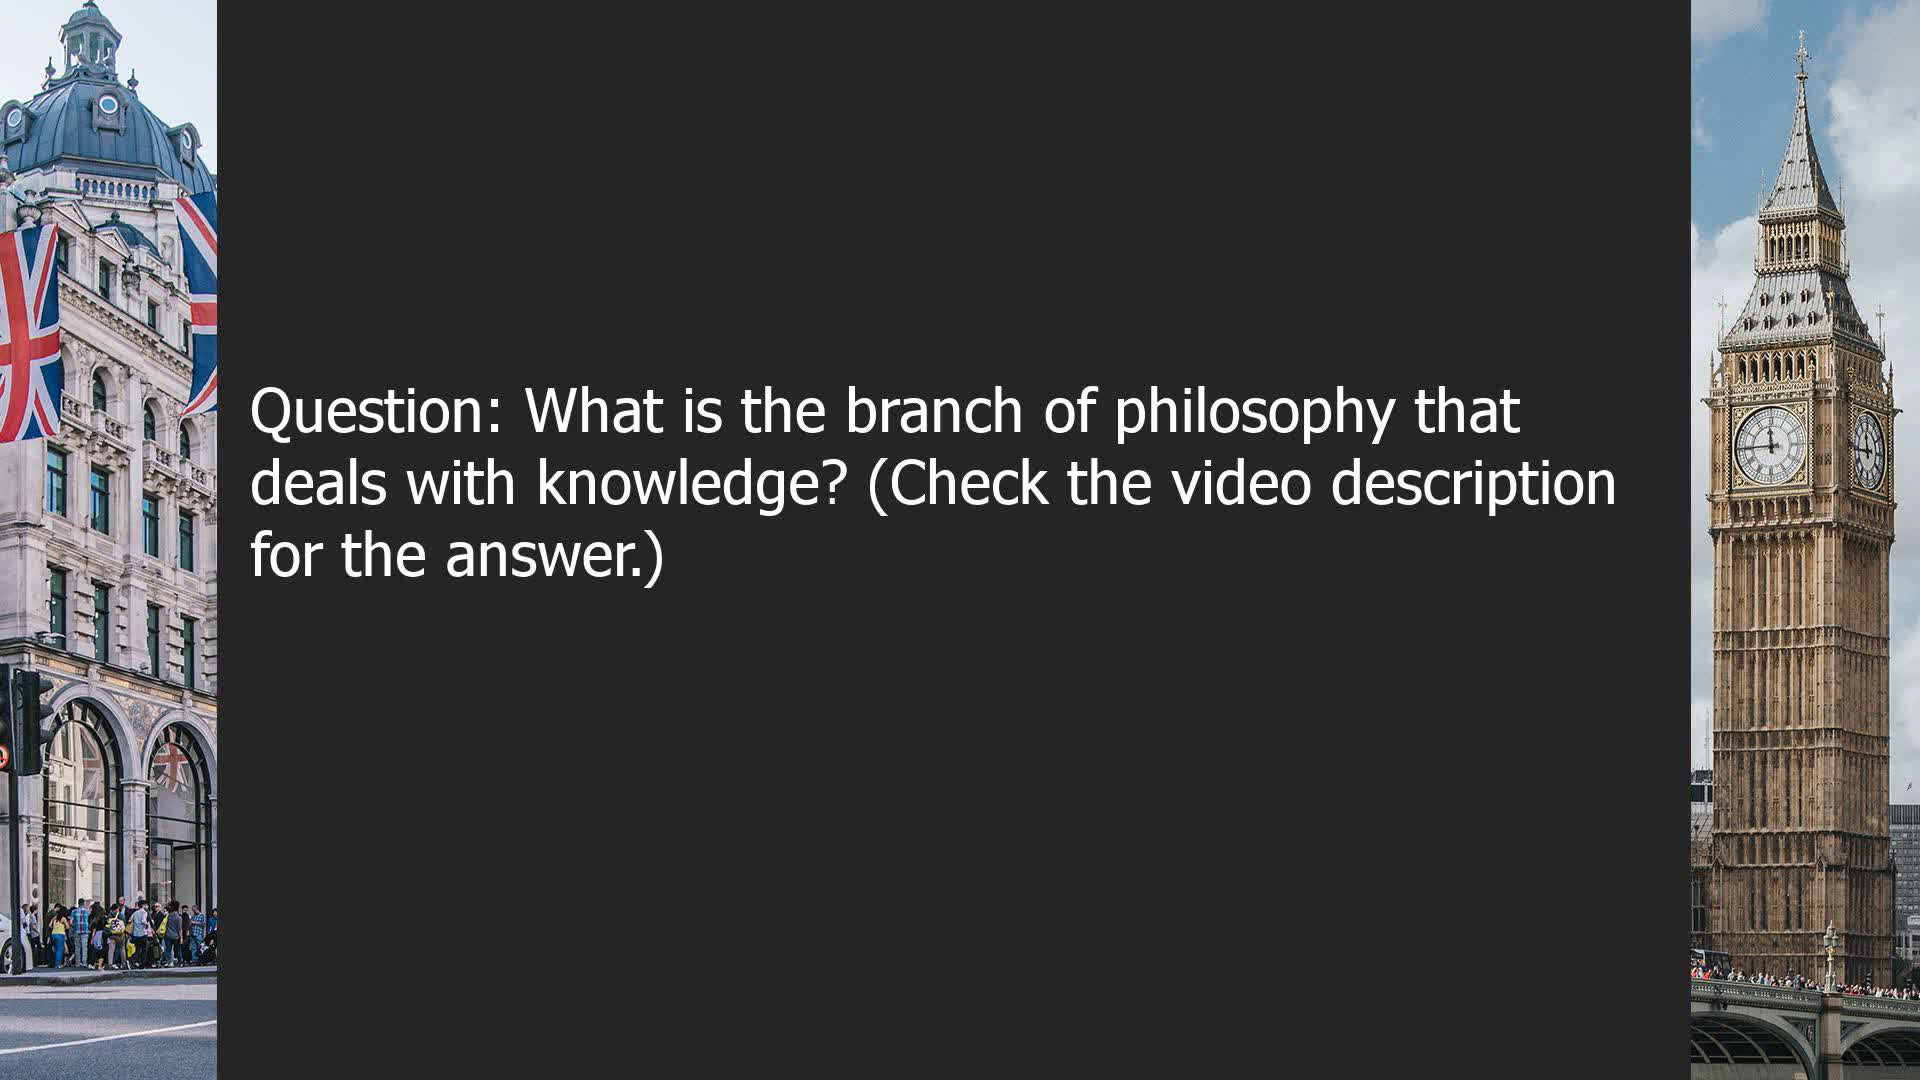 Question: What is the branch of philosophy that
deals with knowledge? (Check the video description
for the answer.)